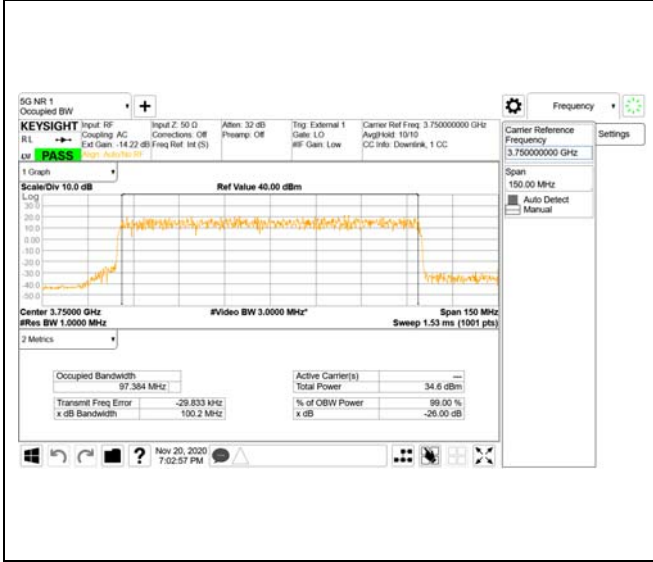 5G NR 1
Occupied BW
KEYSIGHT Input: RF Input Z: 50 Ω Atten: 32 dB Trig: External 1 Carrier Ref Freq: 3.750000000 GHz
RL Coupling: AC Corrections: Off Preamp: Off Gate: LO Avg|Hold: 10/10
Ext Gain: -14.22 dB Freq Ref: Int (S) #IF Gain: Low CC Info: Downlink, 1 CC
PASS Align: Auto/No RF
1 Graph
Scale/Div 10.0 dB Ref Value 40.00 dBm
Log
30.0
20.0
10.0
0.00
-10.0
-20.0
-30.0
-40.0
-50.0
Center 3.75000 GHz #Video BW 3.0000 MHz* Span 150 MHz
#Res BW 1.0000 MHz Sweep 1.53 ms (1001 pts)
2 Metrics
Occupied Bandwidth
97.384 MHz
Transmit Freq Error -29.833 kHz
x dB Bandwidth 100.2 MHz
Active Carrier(s) ---
Total Power 34.6 dBm
% of OBW Power 99.00 %
x dB -26.00 dB
? Nov 20, 2020
7:02:57 PM
Frequency
Settings
Carrier Reference
Frequency
3.750000000 GHz
Span
150.00 MHz
Auto Detect
Manual